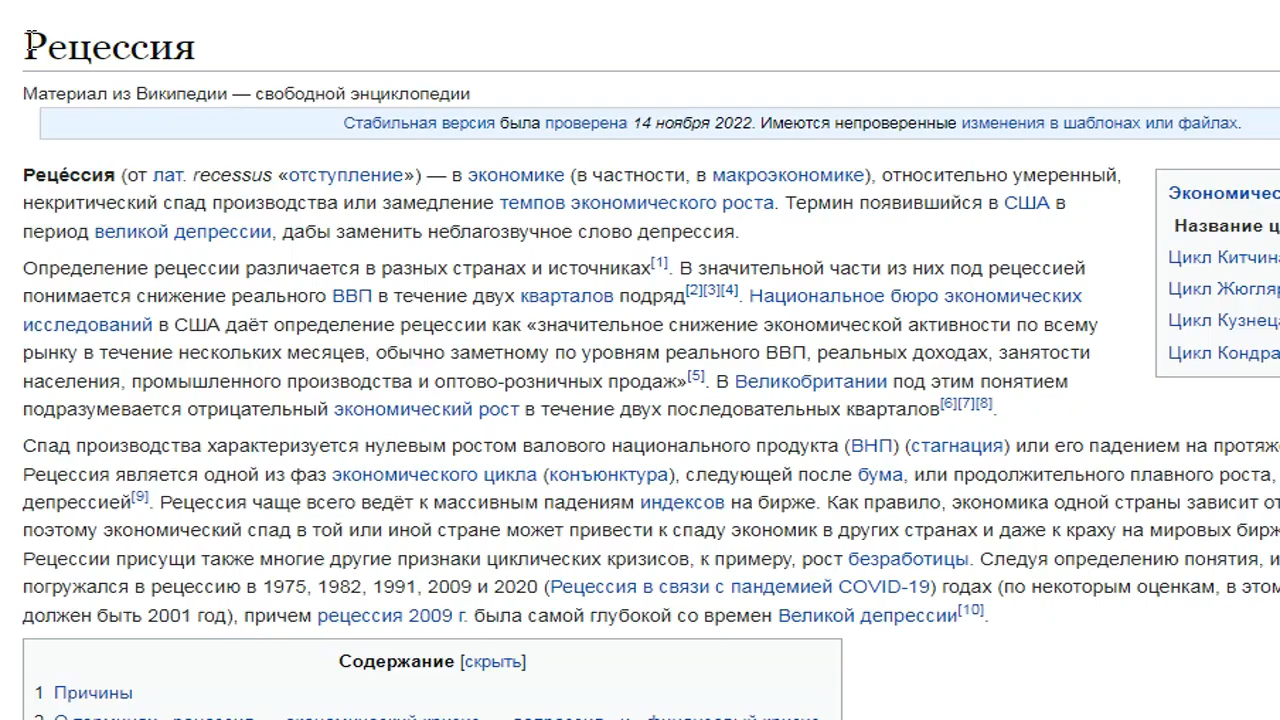 Рецессия
Материал из Википедии — свободной энциклопедии
Стабильная версия была проверена 14 ноября 2022. Имеются непроверенные изменения в шаблонах или файлах.
Реце́ссия (от лат. recessus «отступление») — в экономике (в частности, в макроэкономике), относительно умеренный,
некритический спад производства или замедление темпов экономического роста. Термин появившийся в США в
период великой депрессии, дабы заменить неблагозвучное слово депрессия.
Определение рецессии различается в разных странах и источниках[1]. В значительной части из них под рецессией
понимается снижение реального ВВП в течение двух кварталов подряд[2][3][4]. Национальное бюро экономических
исследований в США даёт определение рецессии как «значительное снижение экономической активности по всему
рынку в течение нескольких месяцев, обычно заметному по уровням реального ВВП, реальных доходах, занятости
населения, промышленного производства и оптово-розничных продаж»[5]. В Великобритании под этим понятием
подразумевается отрицательный экономический рост в течение двух последовательных кварталов[6][7][8].
Экономичес
Название ц
Цикл Китчин
Цикл Жюгляр
Цикл Кузнец
Цикл Кондра
Спад производства характеризуется нулевым ростом валового национального продукта (ВНП) (стагнация) или его падением на протяж
Рецессия является одной из фаз экономического цикла (конъюнктура), следующей после бума, или продолжительного плавного роста,
депрессией[9]. Рецессия чаще всего ведёт к массивным падениям индексов на бирже. Как правило, экономика одной страны зависит от
поэтому экономический спад в той или иной стране может привести к спаду экономик в других странах и даже к краху на мировых бирж
Рецессии присущи также многие другие признаки циклических кризисов, к примеру, рост безработицы. Следуя определению понятия, и
погружался в рецессию в 1975, 1982, 1991, 2009 и 2020 (Рецессия в связи с пандемией COVID-19) годах (по некоторым оценкам, в этом
должен быть 2001 год), причем рецессия 2009 г. была самой глубокой со времен Великой депрессии[10].
Содержание [скрыть]
1 Причины